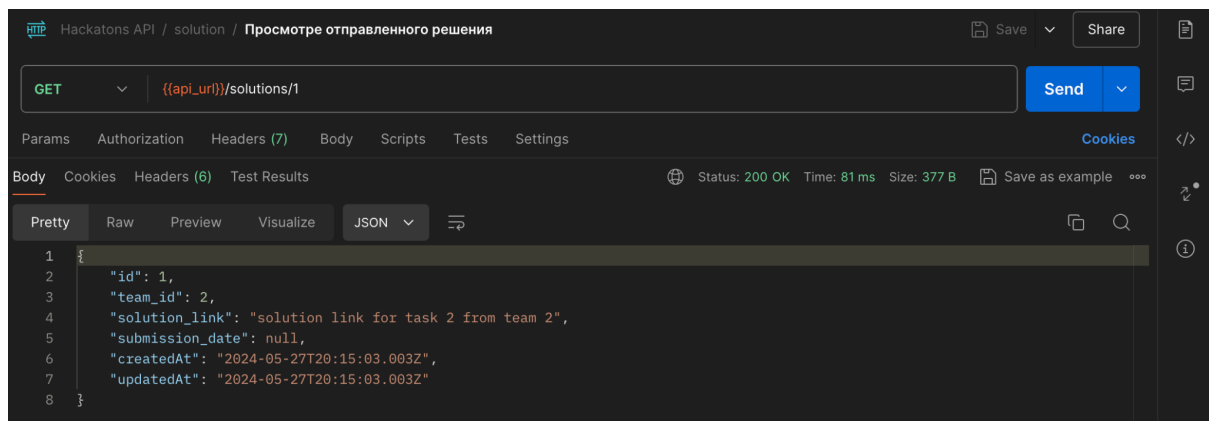 HTTP Hackatons API / solution / Просмотре отправленного решения Save Share
GET {{api_url}}/solutions/1 Send
Params Authorization Headers (7) Body Scripts Tests Settings Cookies
Body Cookies Headers (6) Test Results Status: 200 OK Time: 81 ms Size: 377 B Save as example
Pretty Raw Preview Visualize JSON
1 {
2 "id": 1,
3 "team_id": 2,
4 "solution_link": "solution link for task 2 from team 2",
5 "submission_date": null,
6 "createdAt": "2024-05-27T20:15:03.003Z",
7 "updatedAt": "2024-05-27T20:15:03.003Z"
8 }